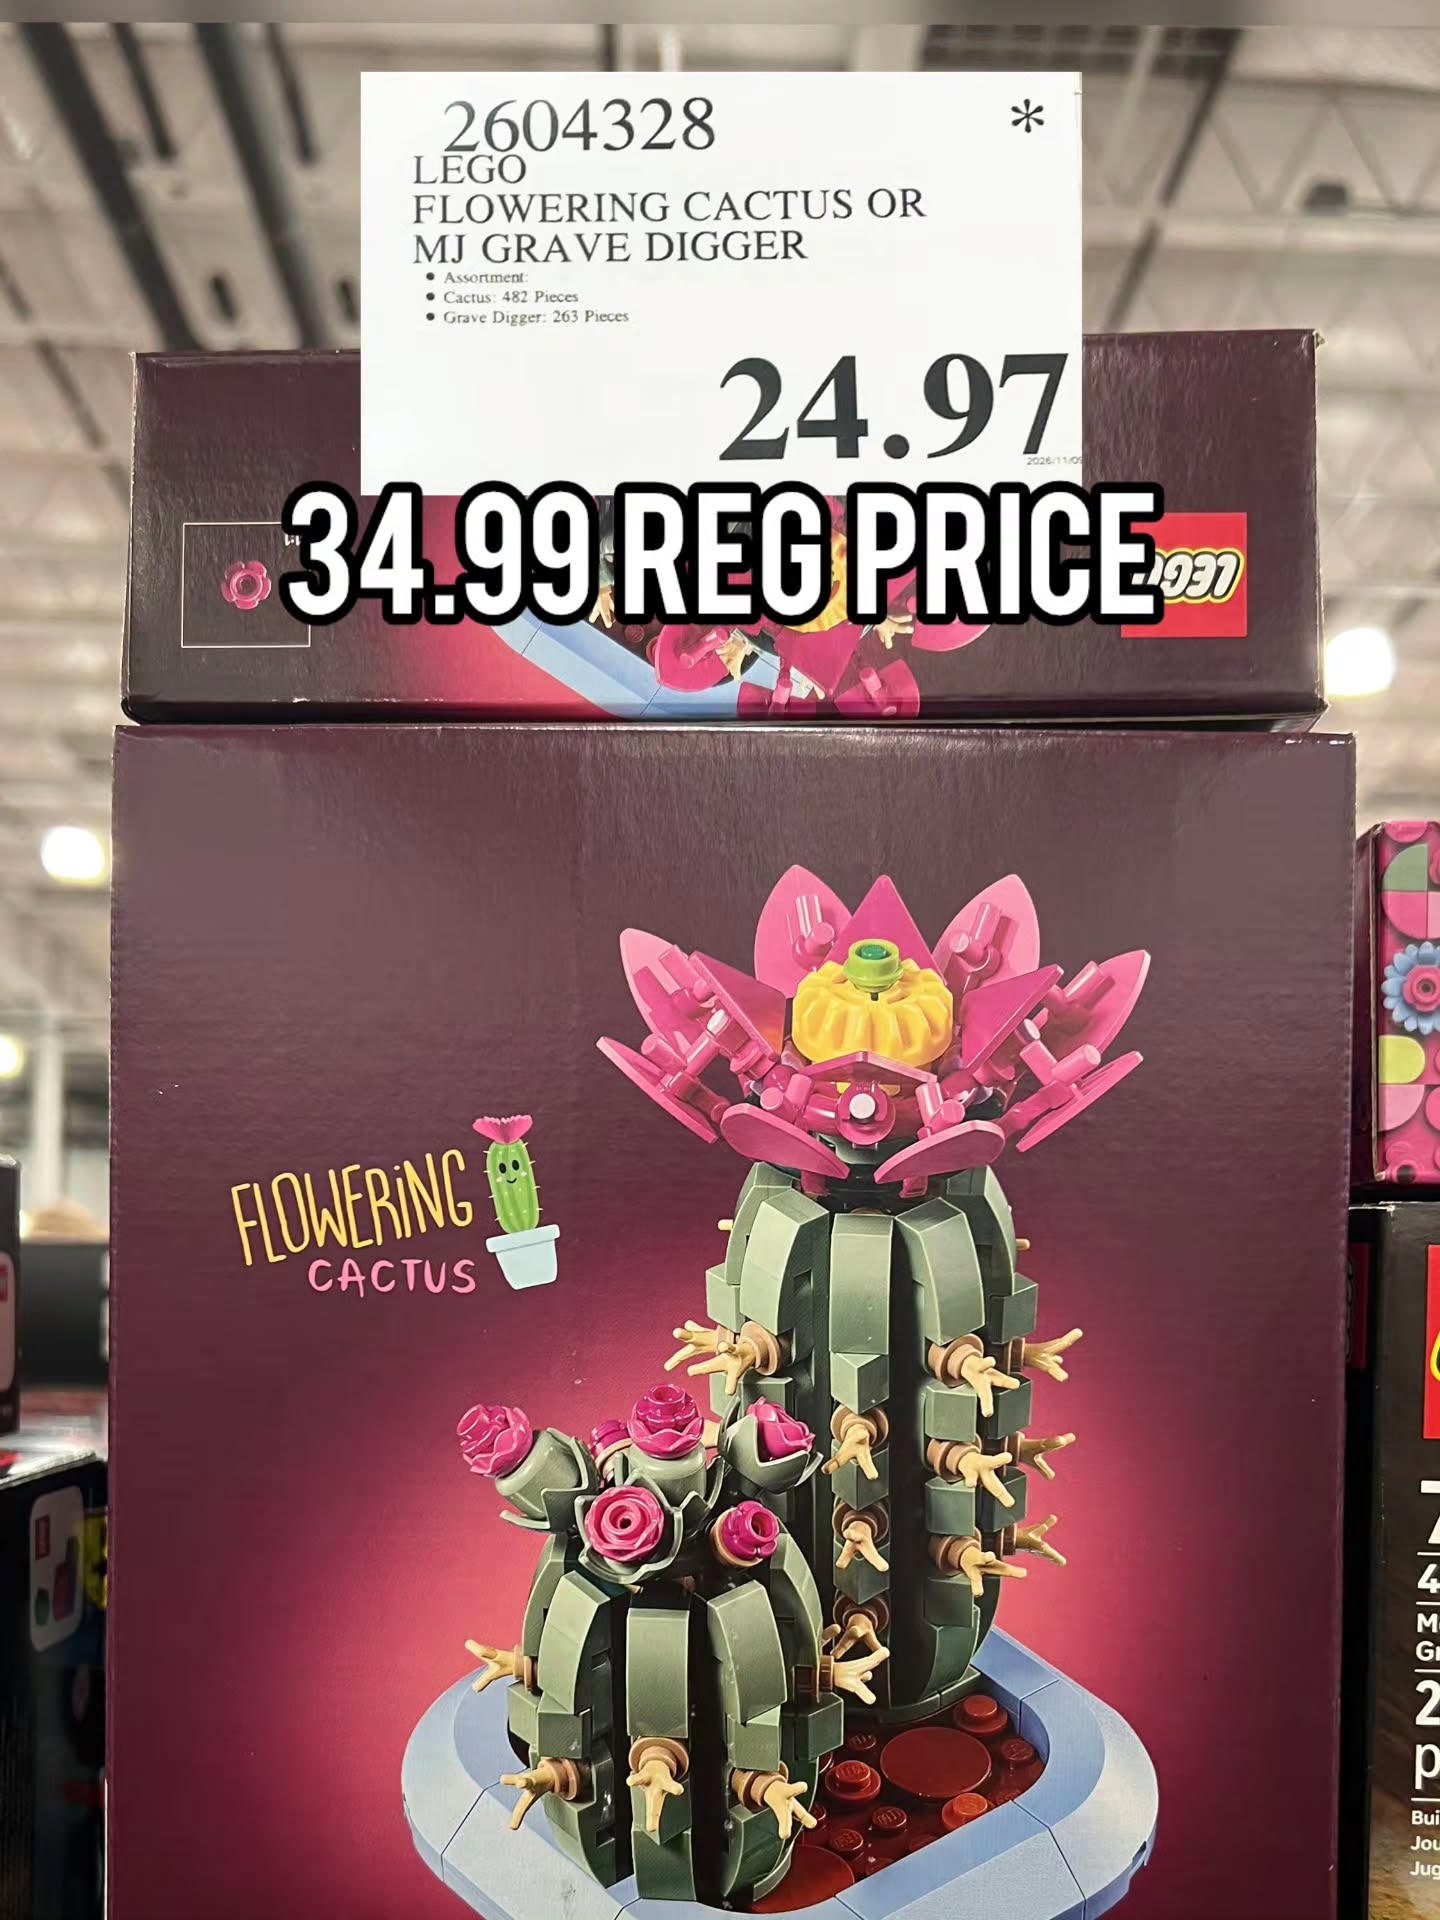 2604328 *
LEGO
FLOWERING CACTUS OR
MJ GRAVE DIGGER
• Assortment:
• Cactus: 482 Pieces
• Grave Digger: 263 Pieces
24.97
34.99 REG PRICE
LEGO
FLOWERING
CACTUS